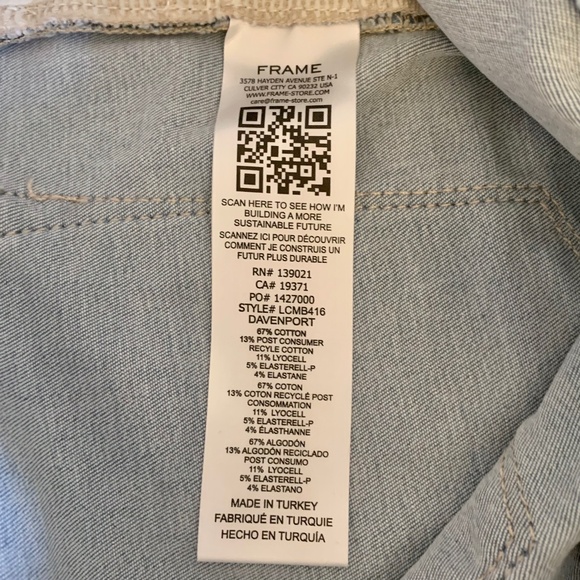 FRAME
3578 HAYDEN AVENUE STE N-1
CULVER CITY CA 90232 USA
WWW.FRAME-STORE.COM
care@frame-store.com
SCAN HERE TO SEE HOW I'M
BUILDING A MORE
SUSTAINABLE FUTURE
SCANNEZ ICI POUR DÉCOUVRIR
COMMENT JE CONSTRUIS UN
FUTUR PLUS DURABLE
RN# 139021
CA# 19371
PO# 1427000
STYLE# LCMB416
DAVENPORT
67% COTTON
13% POST CONSUMER
RECYLE COTTON
11% LYOCELL
5% ELASTERELL-P
4% ELASTANE
67% COTON
13% COTON RECYCLÉ POST
CONSOMMATION
11% LYOCELL
5% ELASTERELL-P
4% ÉLASTHANNE
67% ALGODÓN
13% ALGODÓN RECICLADO
POST CONSUMO
11% LYOCELL
5% ELASTERELL-P
4% ELASTANO
MADE IN TURKEY
FABRIQUÉ EN TURQUIE
HECHO EN TURQUÍA